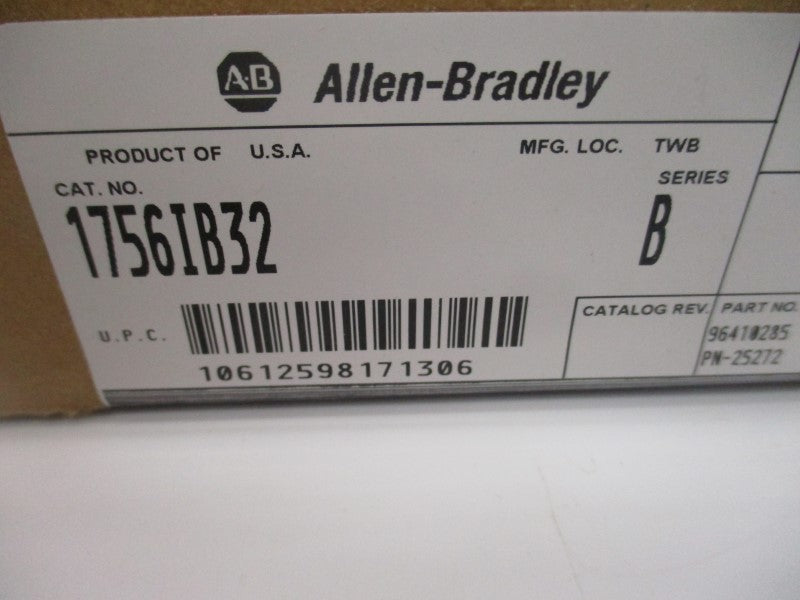 A-B Allen-Bradley
PRODUCT OF U.S.A. MFG. LOC. TWB
CAT. NO. SERIES
1756IB32 B
U.P.C.
10612598171306
CATALOG REV. PART NO.
96410285
PN-25272